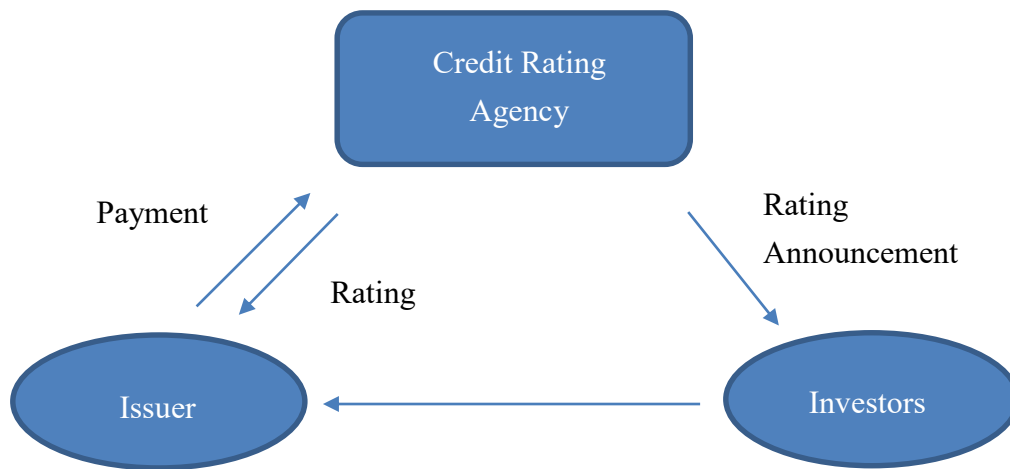 Credit Rating
Agency
Payment
Rating
Announcement
Rating
Issuer
Investors